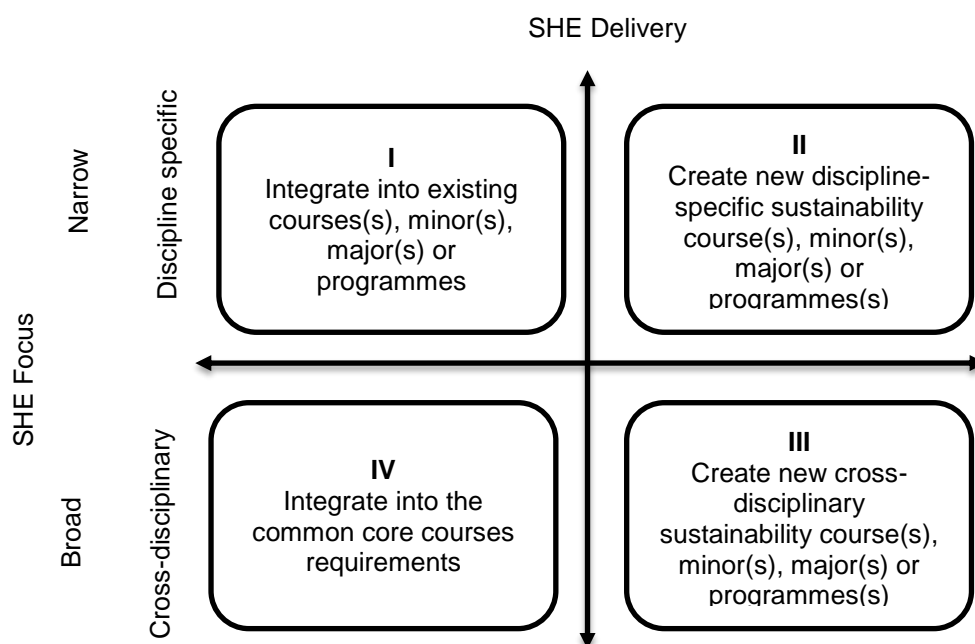 SHE Delivery
SHE Focus
Narrow
Discipline specific
I
Integrate into existing
courses(s), minor(s),
major(s) or
programmes
II
Create new discipline-
specific sustainability
course(s), minor(s),
major(s) or
programmes(s)
Broad
Cross-disciplinary
IV
Integrate into the
common core courses
requirements
III
Create new cross-
disciplinary
sustainability course(s),
minor(s), major(s) or
programmes(s)